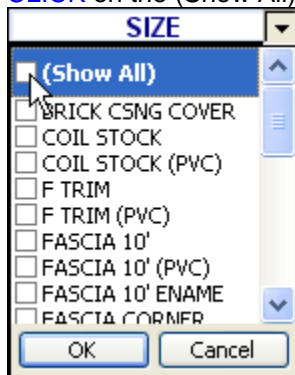 CLICK on the (Show All)
SIZE
(Show All)
BRICK CSNG COVER
COIL STOCK
COIL STOCK (PVC)
F TRIM
F TRIM (PVC)
FASCIA 10'
FASCIA 10' (PVC)
FASCIA 10' ENAME
FASCIA CORNER
OK
Cancel